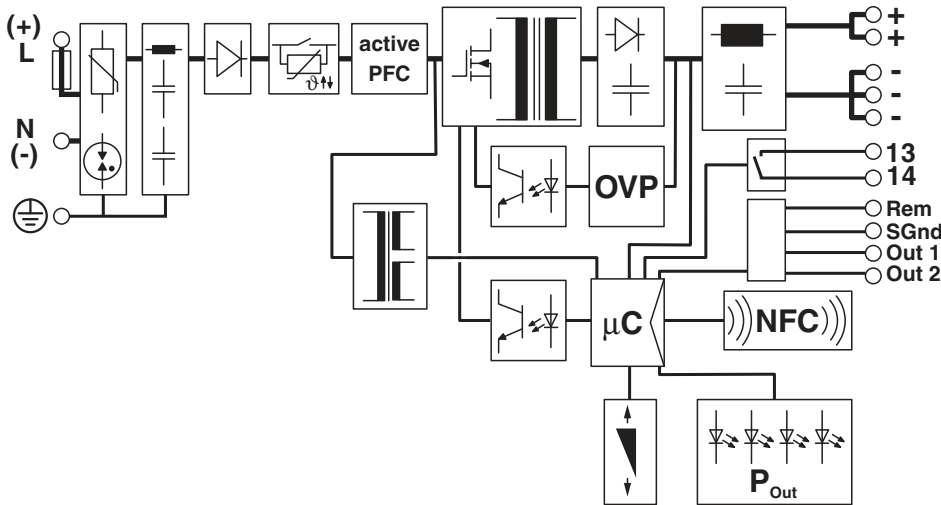 (+)
L
N
(-)
active
PFC
ϑ
OVP
µC
NFC
P Out
+
+
-
-
-
13
14
Rem
SGnd
Out 1
Out 2